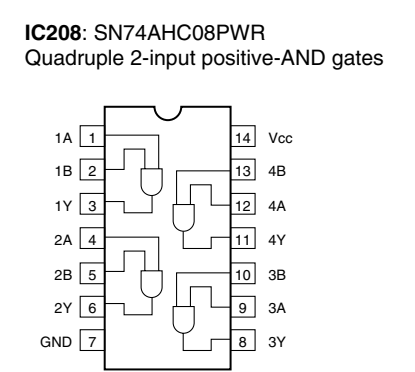 IC208: SN74AHC08PWR
Quadruple 2-input positive-AND gates
1A 1 14 Vcc
1B 2 13 4B
1Y 3 12 4A
2A 4 11 4Y
2B 5 10 3B
2Y 6 9 3A
GND 7 8 3Y